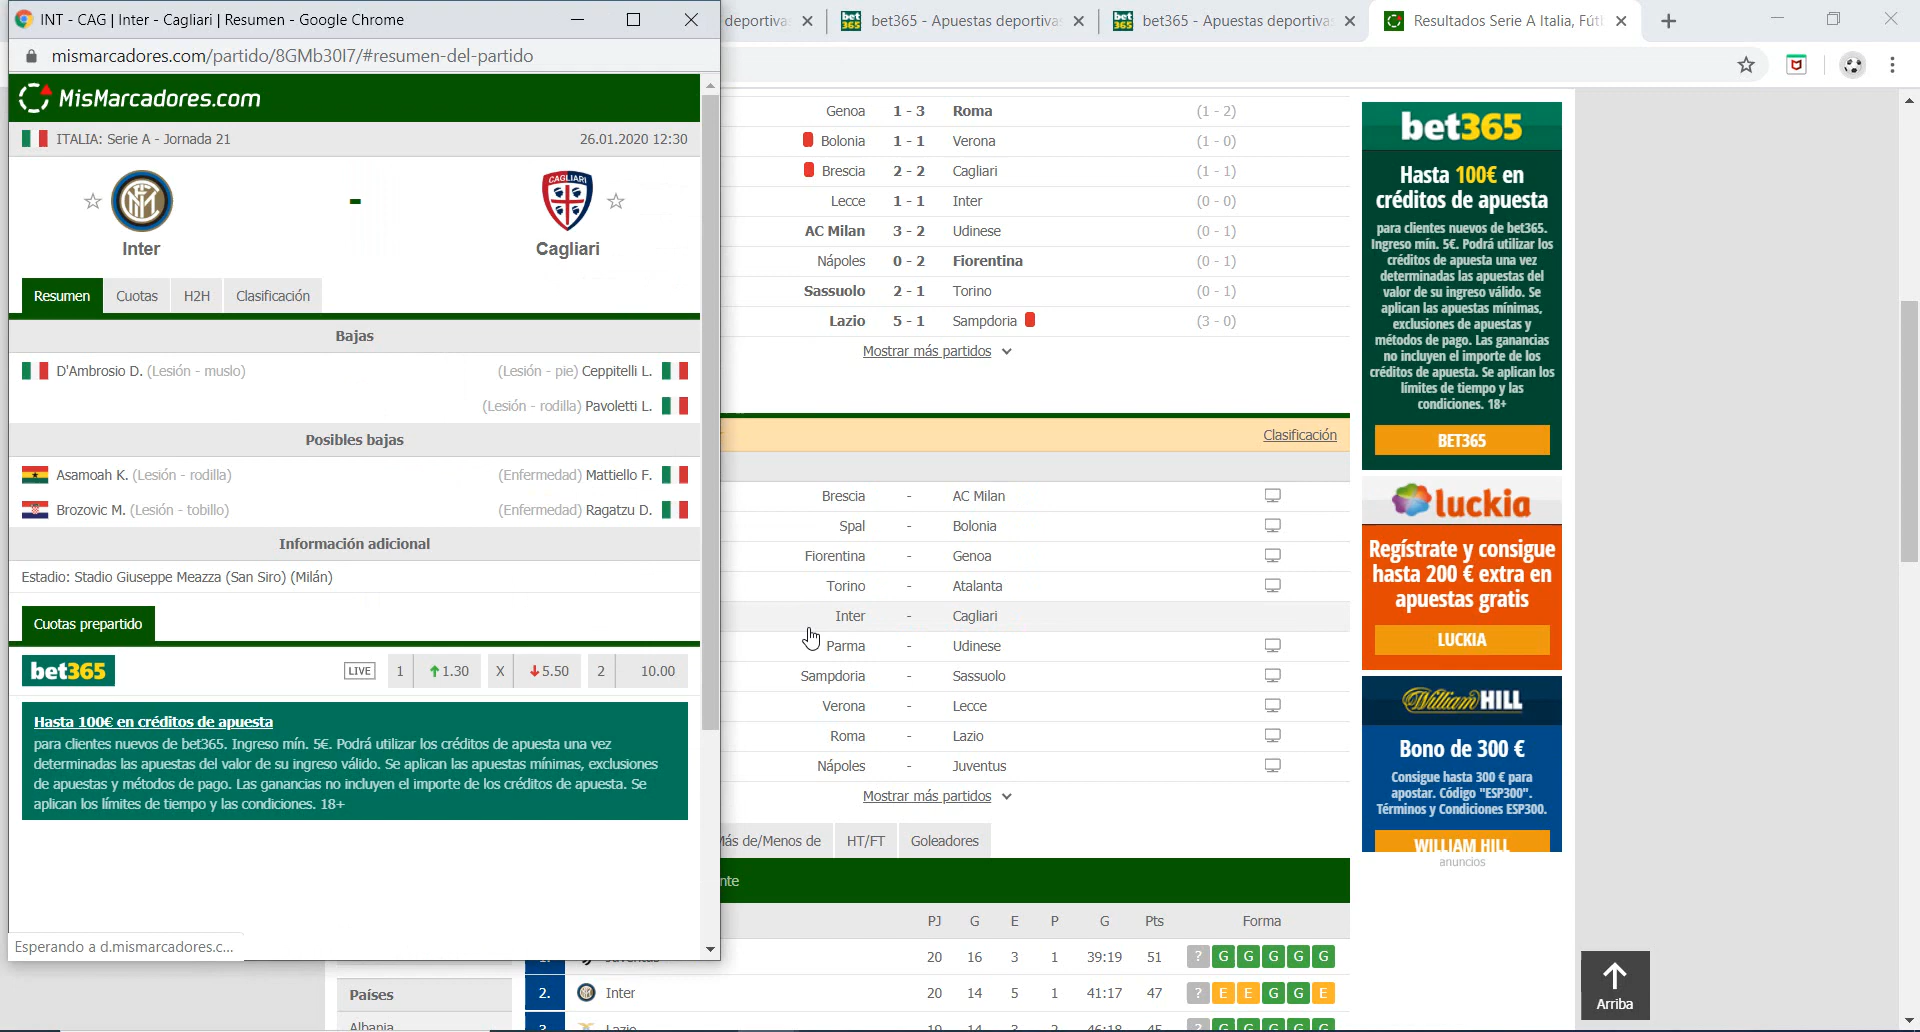 INT - CAG | Inter - Cagliari | Resumen - Google Chrome
mismarcadores.com/partido/8GMb30I7/#resumen-del-partido
MisMarcadores.com
ITALIA: Serie A - Jornada 21 26.01.2020 12:30
Inter - Cagliari
Resumen Cuotas H2H Clasificación
Bajas
D'Ambrosio D. (Lesión - muslo) (Lesión - pie) Ceppitelli L.
(Lesión - rodilla) Pavoletti L.
Posibles bajas
Asamoah K. (Lesión - rodilla) (Enfermedad) Mattiello F.
Brozovic M. (Lesión - tobillo) (Enfermedad) Ragatzu D.
Información adicional
Estadio: Stadio Giuseppe Meazza (San Siro) (Milán)
Cuotas prepartido
bet365 LIVE 1 1.30 X 5.50 2 10.00
Hasta 100€ en créditos de apuesta
para clientes nuevos de bet365. Ingreso mín. 5€. Podrá utilizar los créditos de apuesta una vez
determinadas las apuestas del valor de su ingreso válido. Se aplican las apuestas mínimas, exclusiones
de apuestas y métodos de pago. Las ganancias no incluyen el importe de los créditos de apuesta. Se
aplican los límites de tiempo y las condiciones. 18+
Esperando a d.mismarcadores.c...
deportiva
bet365 bet365 - Apuestas deportiva
bet365 bet365 - Apuestas deportiva
Resultados Serie A Italia, Fút
Genoa 1 - 3 Roma (1 - 2)
Bolonia 1 - 1 Verona (1 - 0)
Brescia 2 - 2 Cagliari (1 - 1)
Lecce 1 - 1 Inter (0 - 0)
AC Milan 3 - 2 Udinese (0 - 1)
Nápoles 0 - 2 Fiorentina (0 - 1)
Sassuolo 2 - 1 Torino (0 - 1)
Lazio 5 - 1 Sampdoria (3 - 0)
Mostrar más partidos
Clasificación
Brescia - AC Milan
Spal - Bolonia
Fiorentina - Genoa
Torino - Atalanta
Inter - Cagliari
Parma - Udinese
Sampdoria - Sassuolo
Verona - Lecce
Roma - Lazio
Nápoles - Juventus
Mostrar más partidos
Más de/Menos de HT/FT Goleadores
nte
PJ G E P G Pts Forma
20 16 3 1 39:19 51 ? G G G G G
2. Inter 20 14 5 1 41:17 47 ? E E G G E
3. Lazio 19 14 3 2 46:18 45 ? G G G G G
Países
Albania
bet365
Hasta 100€ en
créditos de apuesta
para clientes nuevos de bet365.
Ingreso mín. 5€. Podrá utilizar los
créditos de apuesta una vez
determinadas las apuestas del
valor de su ingreso válido. Se
aplican las apuestas mínimas,
exclusiones de apuestas y
métodos de pago. Las ganancias
no incluyen el importe de los
créditos de apuesta. Se aplican los
límites de tiempo y las
condiciones. 18+
BET365
luckia
Regístrate y consigue
hasta 200 € extra en
apuestas gratis
LUCKIA
William HILL
Bono de 300 €
Consigue hasta 300 € para
apostar. Código "ESP300".
Términos y Condiciones ESP300.
WILLIAM HILL
anuncios
Arriba